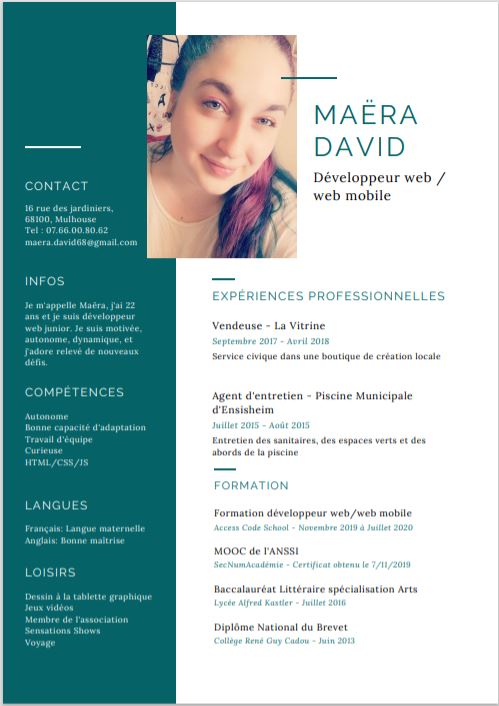 MAËRA
DAVID
Développeur web /
web mobile
CONTACT
16 rue des jardiniers,
68100, Mulhouse
Tel : 07.66.00.80.62
maera.david68@gmail.com
INFOS
Je m'appelle Maëra, j'ai 22
ans et je suis développeur
web junior. Je suis motivée,
autonome, dynamique, et
j'adore relevé de nouveaux
défis.
COMPÉTENCES
Autonome
Bonne capacité d'adaptation
Travail d'équipe
Curieuse
HTML/CSS/JS
LANGUES
Français: Langue maternelle
Anglais: Bonne maîtrise
LOISIRS
Dessin à la tablette graphique
Jeux vidéos
Membre de l'association
Sensations Shows
Voyage
EXPÉRIENCES PROFESSIONNELLES
Vendeuse - La Vitrine
Septembre 2017 - Avril 2018
Service civique dans une boutique de création locale
Agent d'entretien - Piscine Municipale
d'Ensisheim
Juillet 2015 - Août 2015
Entretien des sanitaires, des espaces verts et des
abords de la piscine
FORMATION
Formation développeur web/web mobile
Access Code School - Novembre 2019 à Juillet 2020
MOOC de l'ANSSI
SecNumAcadémie - Certificat obtenu le 7/11/2019
Baccalauréat Littéraire spécialisation Arts
Lycée Alfred Kastler - Juillet 2016
Diplôme National du Brevet
Collège René Guy Cadou - Juin 2013